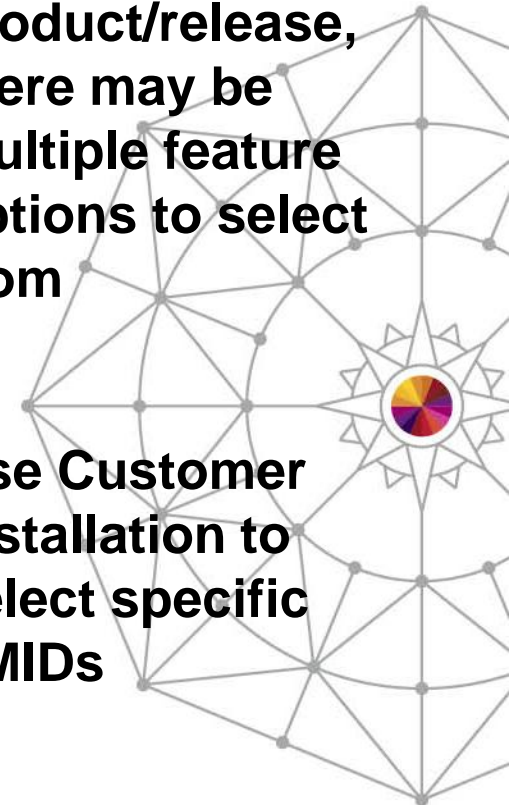 oduct/release,
ere may be
ultiple feature
ptions to select
om
se Customer
stallation to
elect specific
MIDs